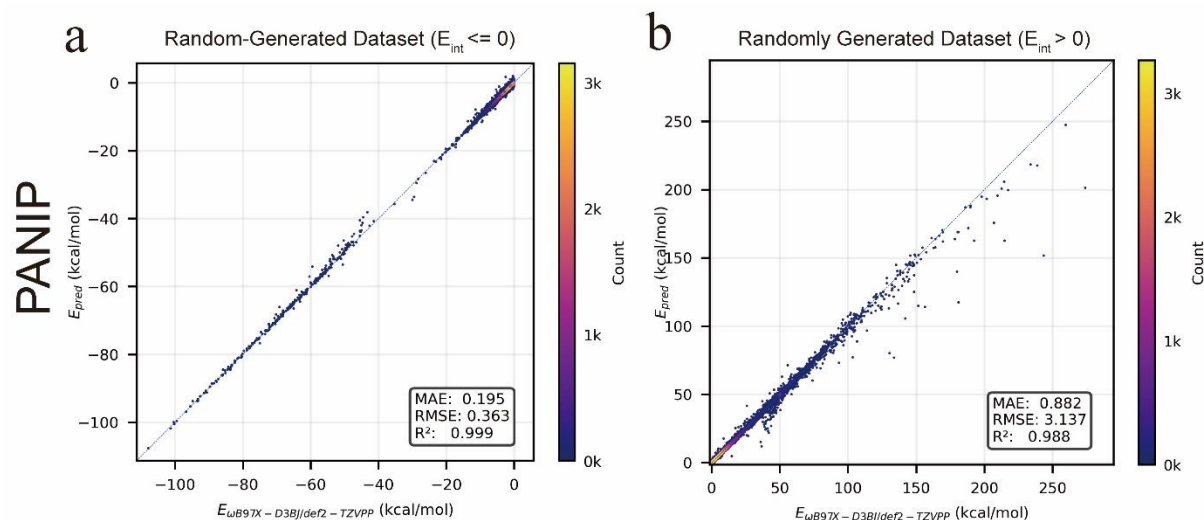 a
Random-Generated Dataset (E_int <= 0)
PANIP
E_pred (kcal/mol)
0
−20
−40
−60
−80
−100
−100
−80
−60
−40
−20
0
E_ωB97X−D3BJ/def2−TZVPP (kcal/mol)
MAE: 0.195
RMSE: 0.363
R²: 0.999
3k
2k
1k
0k
Count
b
Randomly Generated Dataset (E_int > 0)
E_pred (kcal/mol)
250
200
150
100
50
0
0
50
100
150
200
250
E_ωB97X−D3BJ/def2−TZVPP (kcal/mol)
MAE: 0.882
RMSE: 3.137
R²: 0.988
3k
2k
1k
0k
Count